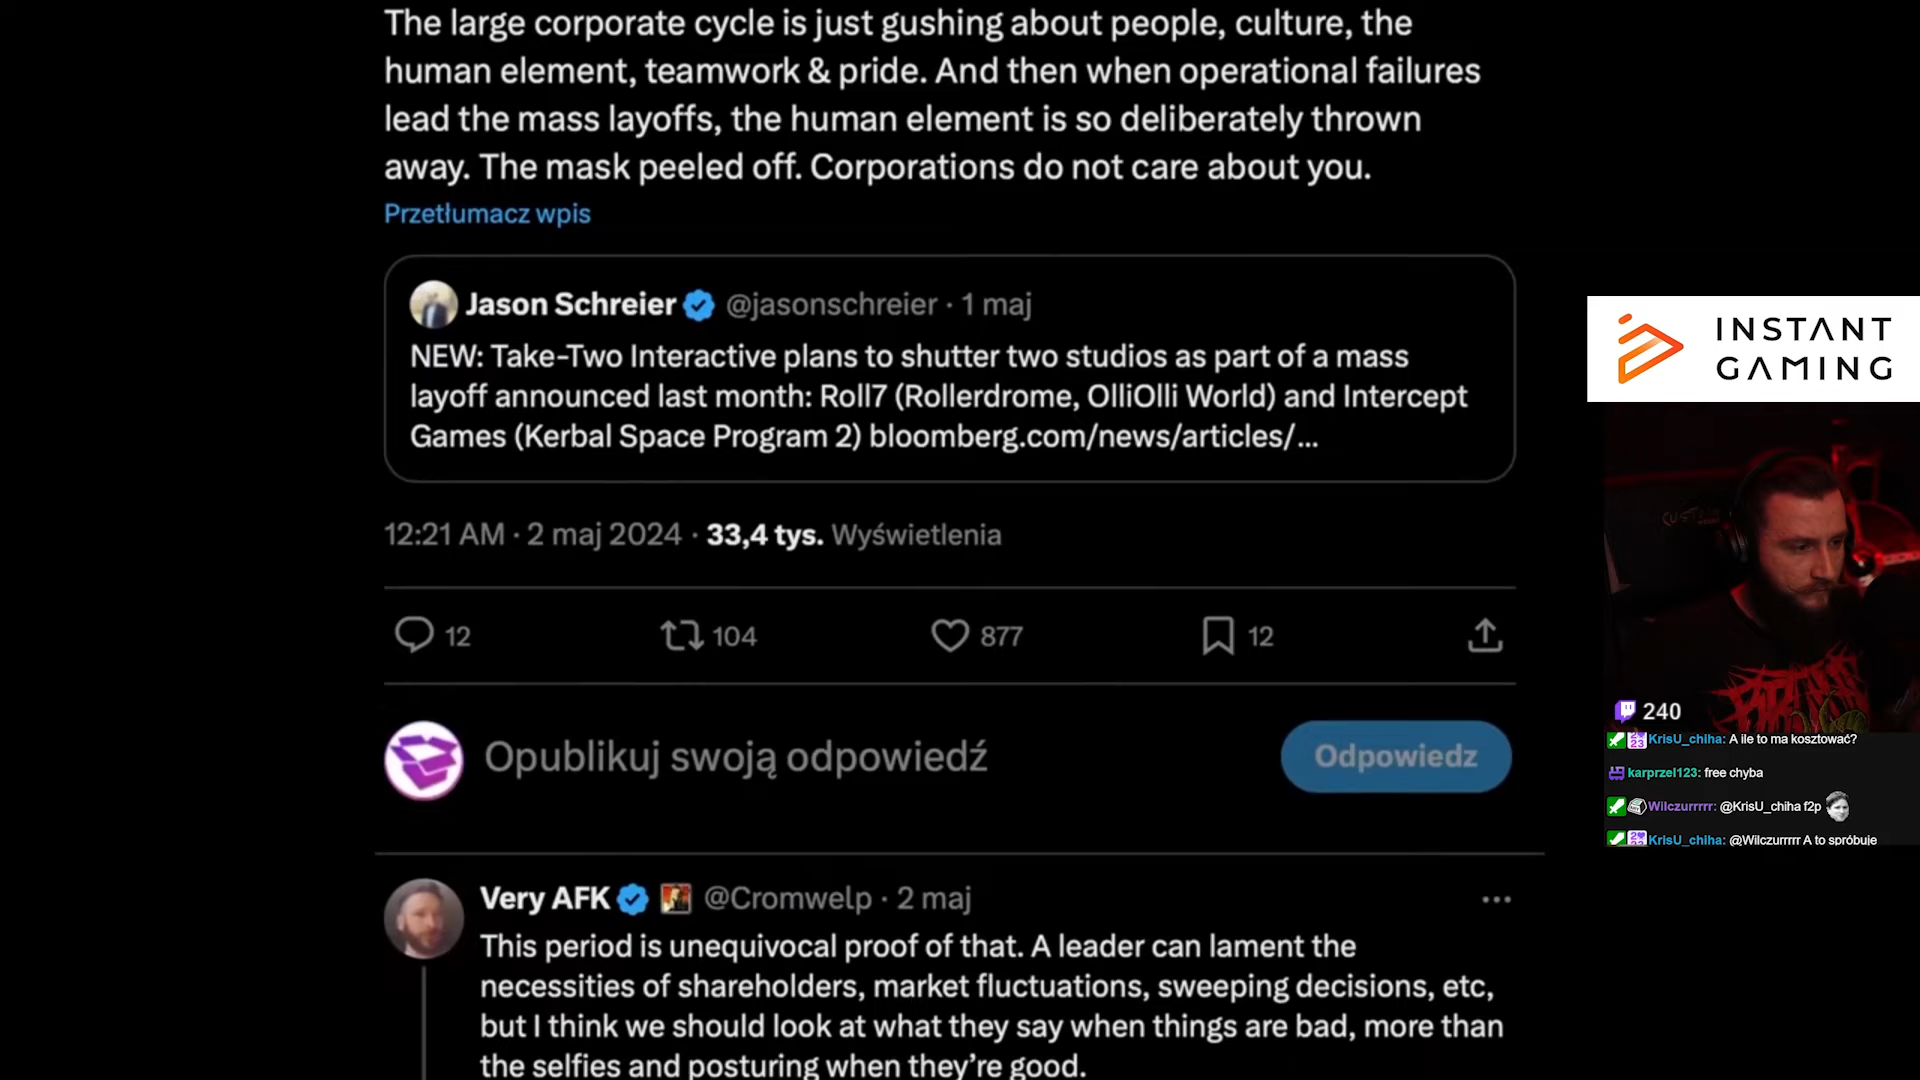 The large corporate cycle is just gushing about people, culture, the
human element, teamwork & pride. And then when operational failures
lead the mass layoffs, the human element is so deliberately thrown
away. The mask peeled off. Corporations do not care about you.
Przetłumacz wpis
Jason Schreier @jasonschreier · 1 maj
NEW: Take-Two Interactive plans to shutter two studios as part of a mass
layoff announced last month: Roll7 (Rollerdrome, OlliOlli World) and Intercept
Games (Kerbal Space Program 2) bloomberg.com/news/articles/...
12:21 AM · 2 maj 2024 · 33,4 tys. Wyświetlenia
12 104 877 12
Opublikuj swoją odpowiedź Odpowiedz
Very AFK @Cromwelp · 2 maj
This period is unequivocal proof of that. A leader can lament the
necessities of shareholders, market fluctuations, sweeping decisions, etc,
but I think we should look at what they say when things are bad, more than
the selfies and posturing when they're good.
INSTANT
GAMING
240
KrisU_chiha: A ile to ma kosztować?
karprzel123: free chyba
Wilczurrrrr: @KrisU_chiha f2p
KrisU_chiha: @Wilczurrrrr A to spróbuje